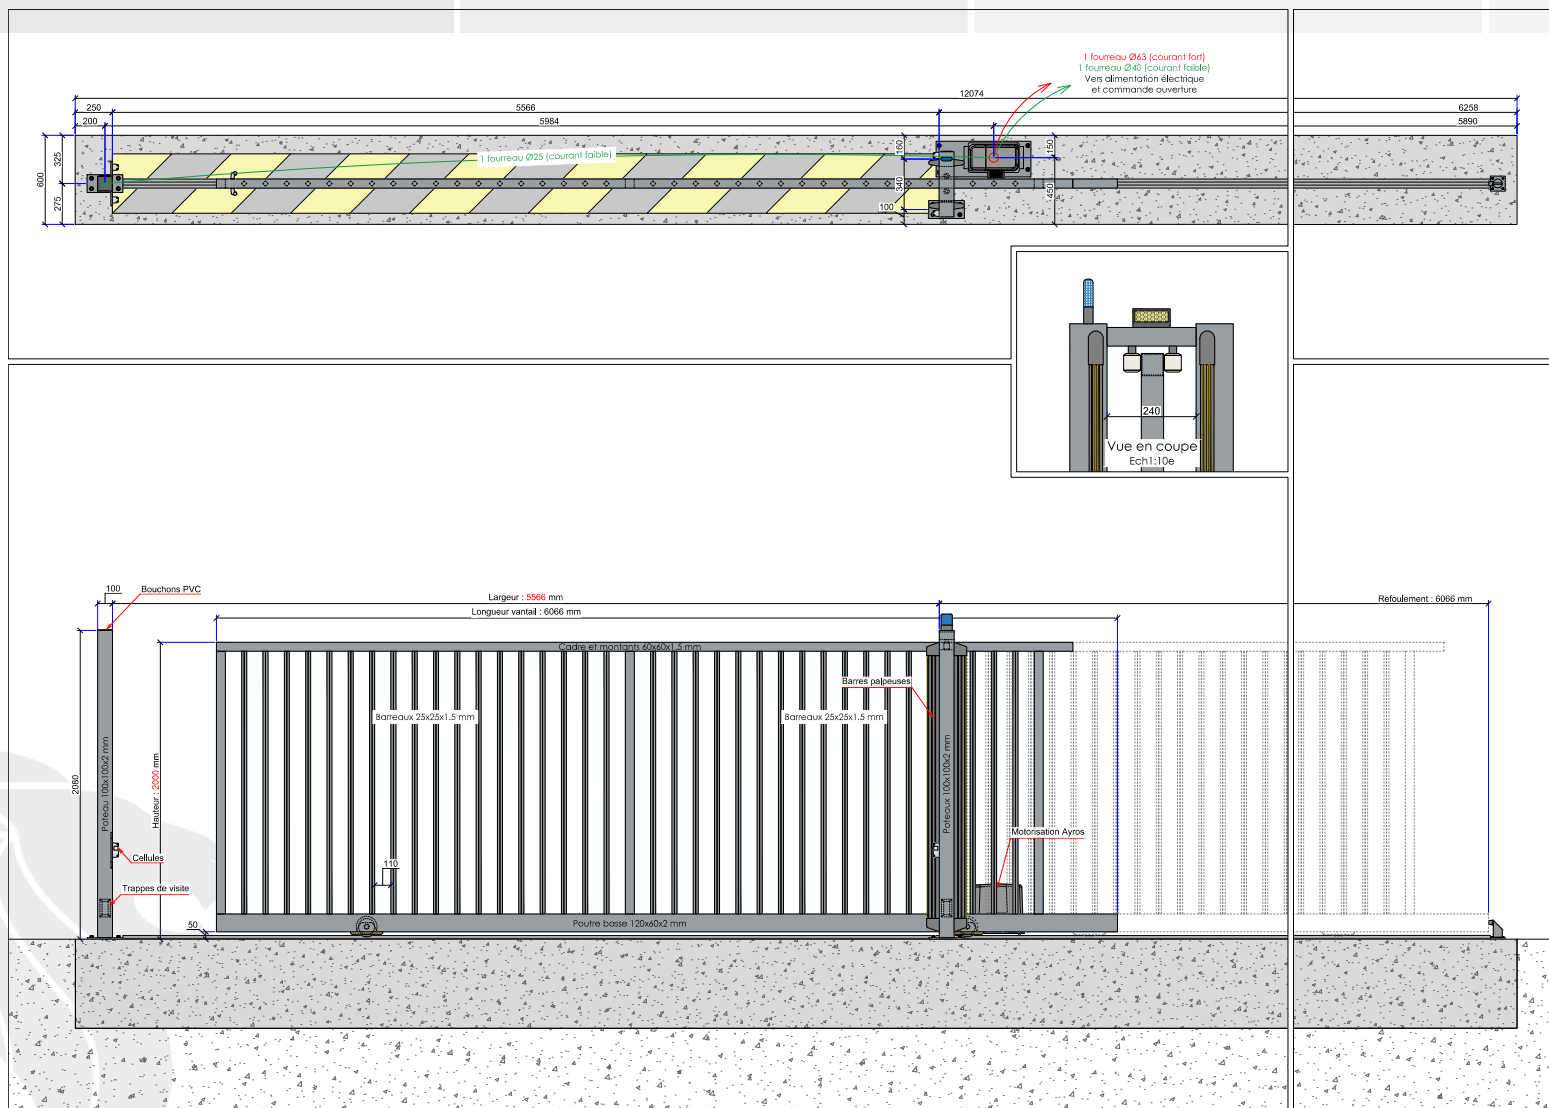 1 fourreau Ø63 (courant fort)
1 fourreau Ø40 (courant faible)
Vers alimentation électrique
et commande ouverture
12074
250
5566
6258
200
5984
5890
1 fourreau Ø25 (courant faible)
600
325
275
160
340
100
150
450
240
Vue en coupe
Ech1:10e
100
Bouchons PVC
Largeur : 5566 mm
Refoulement : 6066 mm
Longueur vantail : 6066 mm
Cadre et montants 60x60x1.5 mm
Barres palpeuses
Barreaux 25x25x1.5 mm
Barreaux 25x25x1.5 mm
2080
Poteau 100x100x2 mm
Hauteur : 2000 mm
Poteaux 100x100x2 mm
Motorisation Ayros
Cellules
110
Trappes de visite
50
Poutre basse 120x60x2 mm